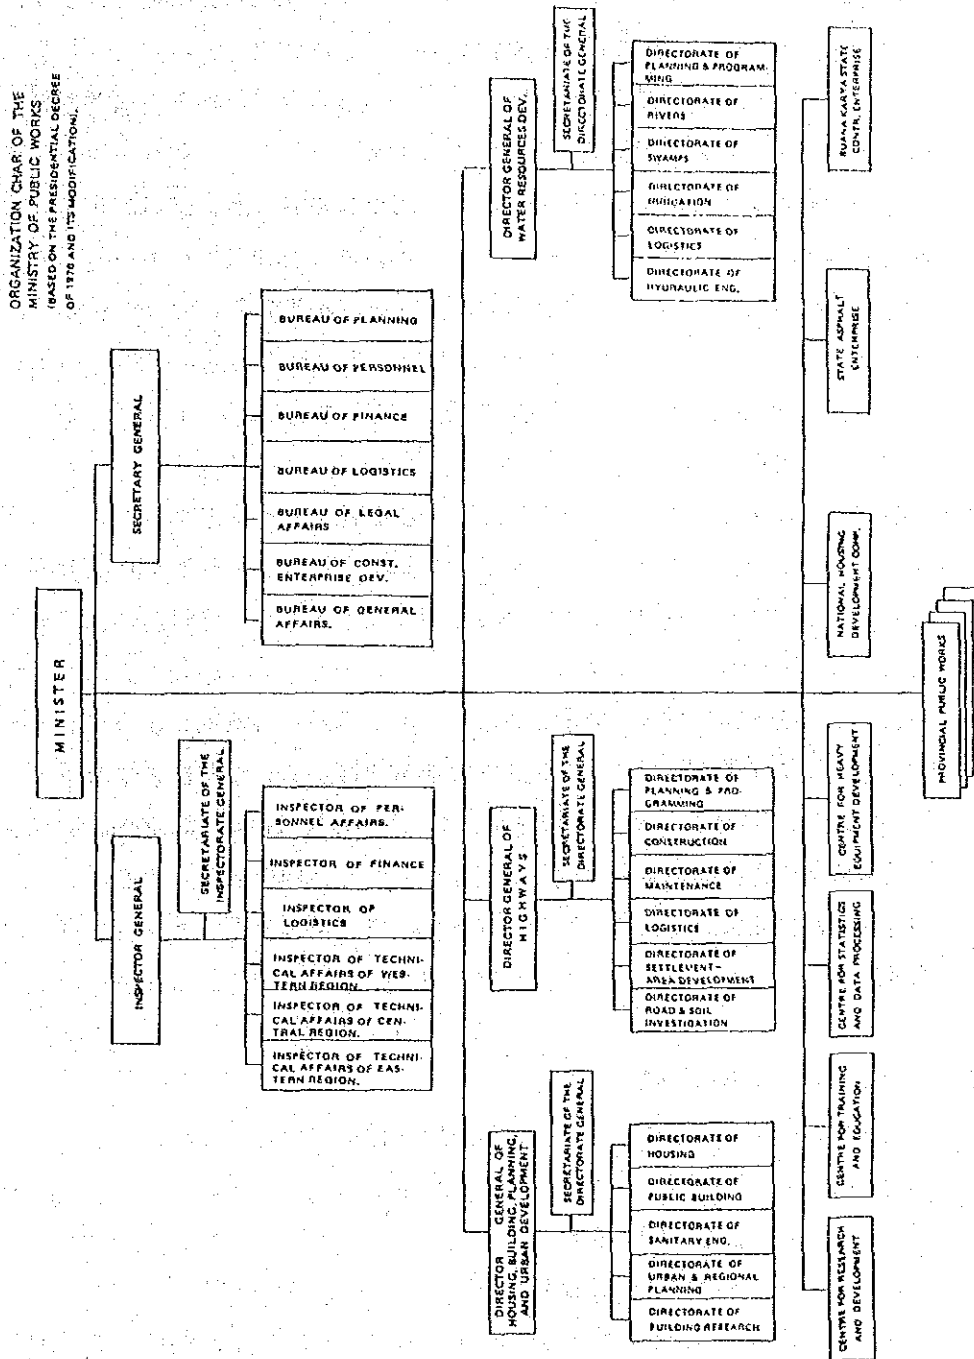 ORGANIZATION CHAR OF THE
MINISTRY OF PUBLIC WORKS
(BASED ON THE PRESIDENTIAL DECREE
OF 1970 AND ITS MODIFICATION).
MINISTER
INSPECTOR GENERAL
SECRETARY GENERAL
SECRETARIATE OF THE
INSPECTORATE GENERAL
INSPECTOR OF TECHNI-
CAL AFFAIRS OF EAS-
TERN REGION.
INSPECTOR OF TECHNI-
CAL AFFAIRS OF CEN-
TRAL REGION.
INSPECTOR OF TECHNI-
CAL AFFAIRS OF WES-
TERN REGION
INSPECTOR OF
LOGISTICS
INSPECTOR OF FINANCE
INSPECTOR OF PER-
SONNEL AFFAIRS.
BUREAU OF GENERAL
AFFAIRS.
BUREAU OF CONST.
ENTERPRISE DEV.
BUREAU OF LEGAL
AFFAIRS
BUREAU OF LOGISTICS
BUREAU OF FINANCE
BUREAU OF PERSONNEL
BUREAU OF PLANNING
DIRECTOR GENERAL OF
HOUSING, BUILDING, PLANNING,
AND URBAN DEVELOPMENT
SECRETARIATE OF THE
DIRECTORATE GENERAL
DIRECTORATE OF
BUILDING RESEARCH
DIRECTORATE OF
URBAN & REGIONAL
PLANNING
DIRECTORATE OF
SANITARY ENG.
DIRECTORATE OF
PUBLIC BUILDING
DIRECTORATE OF
HOUSING
DIRECTOR GENERAL OF
HIGHWAYS
SECRETARIATE OF THE
DIRECTORATE GENERAL
DIRECTORATE OF
ROAD & SOIL
INVESTIGATION
DIRECTORATE OF
SETTLEMENT-
AREA DEVELOPMENT
DIRECTORATE OF
LOGISTICS
DIRECTORATE OF
MAINTENANCE
DIRECTORATE OF
CONSTRUCTION
DIRECTORATE OF
PLANNING & PRO-
GRAMMING
DIRECTOR GENERAL OF
WATER RESOURCES DEV.
SECRETARIATE OF THE
DIRECTORATE GENERAL
DIRECTORATE OF
HYDRAULIC ENG.
DIRECTORATE OF
LOGISTICS
DIRECTORATE OF
IRRIGATION
DIRECTORATE OF
SWAMPS
DIRECTORATE OF
RIVERS
DIRECTORATE OF
PLANNING & PROGRAM-
MING
CENTRE FOR RESEARCH
AND DEVELOPMENT
CENTRE FOR TRAINING
AND EDUCATION
CENTRE FOR STATISTICS
AND DATA PROCESSING
CENTRE FOR HEAVY
EQUIPMENT DEVELOPMENT
NATIONAL HOUSING
DEVELOPMENT COMM.
STATE ASPHALT
ENTERPRISE
RUANA KARYA STATE
CONTR. ENTERPRISE
PROVINCIAL PUBLIC WORKS